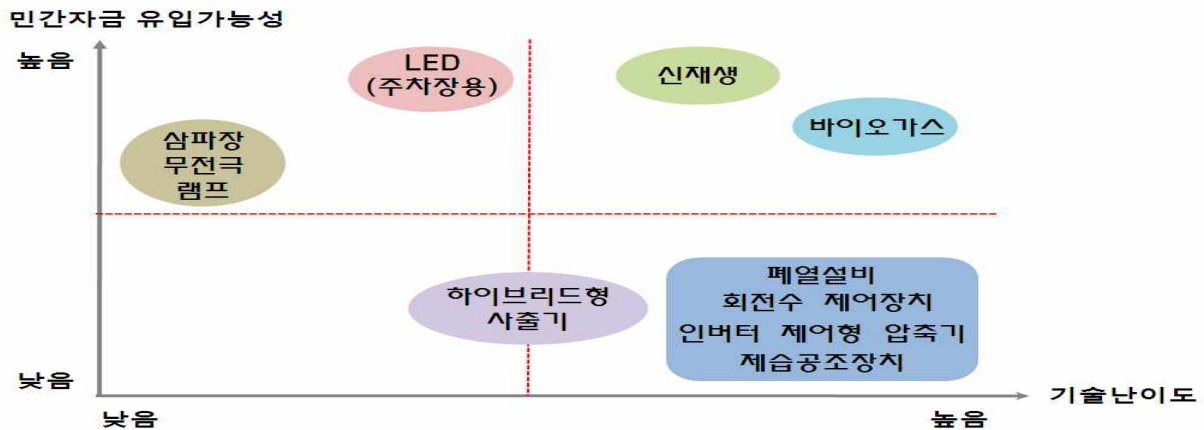 민간자금 유입가능성
높음
LED
(주차장용)
신재생
바이오가스
삼파장
무전극
램프
하이브리드형
사출기
폐열설비
회전수 제어장치
인버터 제어형 압축기
제습공조장치
낮음
기술난이도
낮음
높음